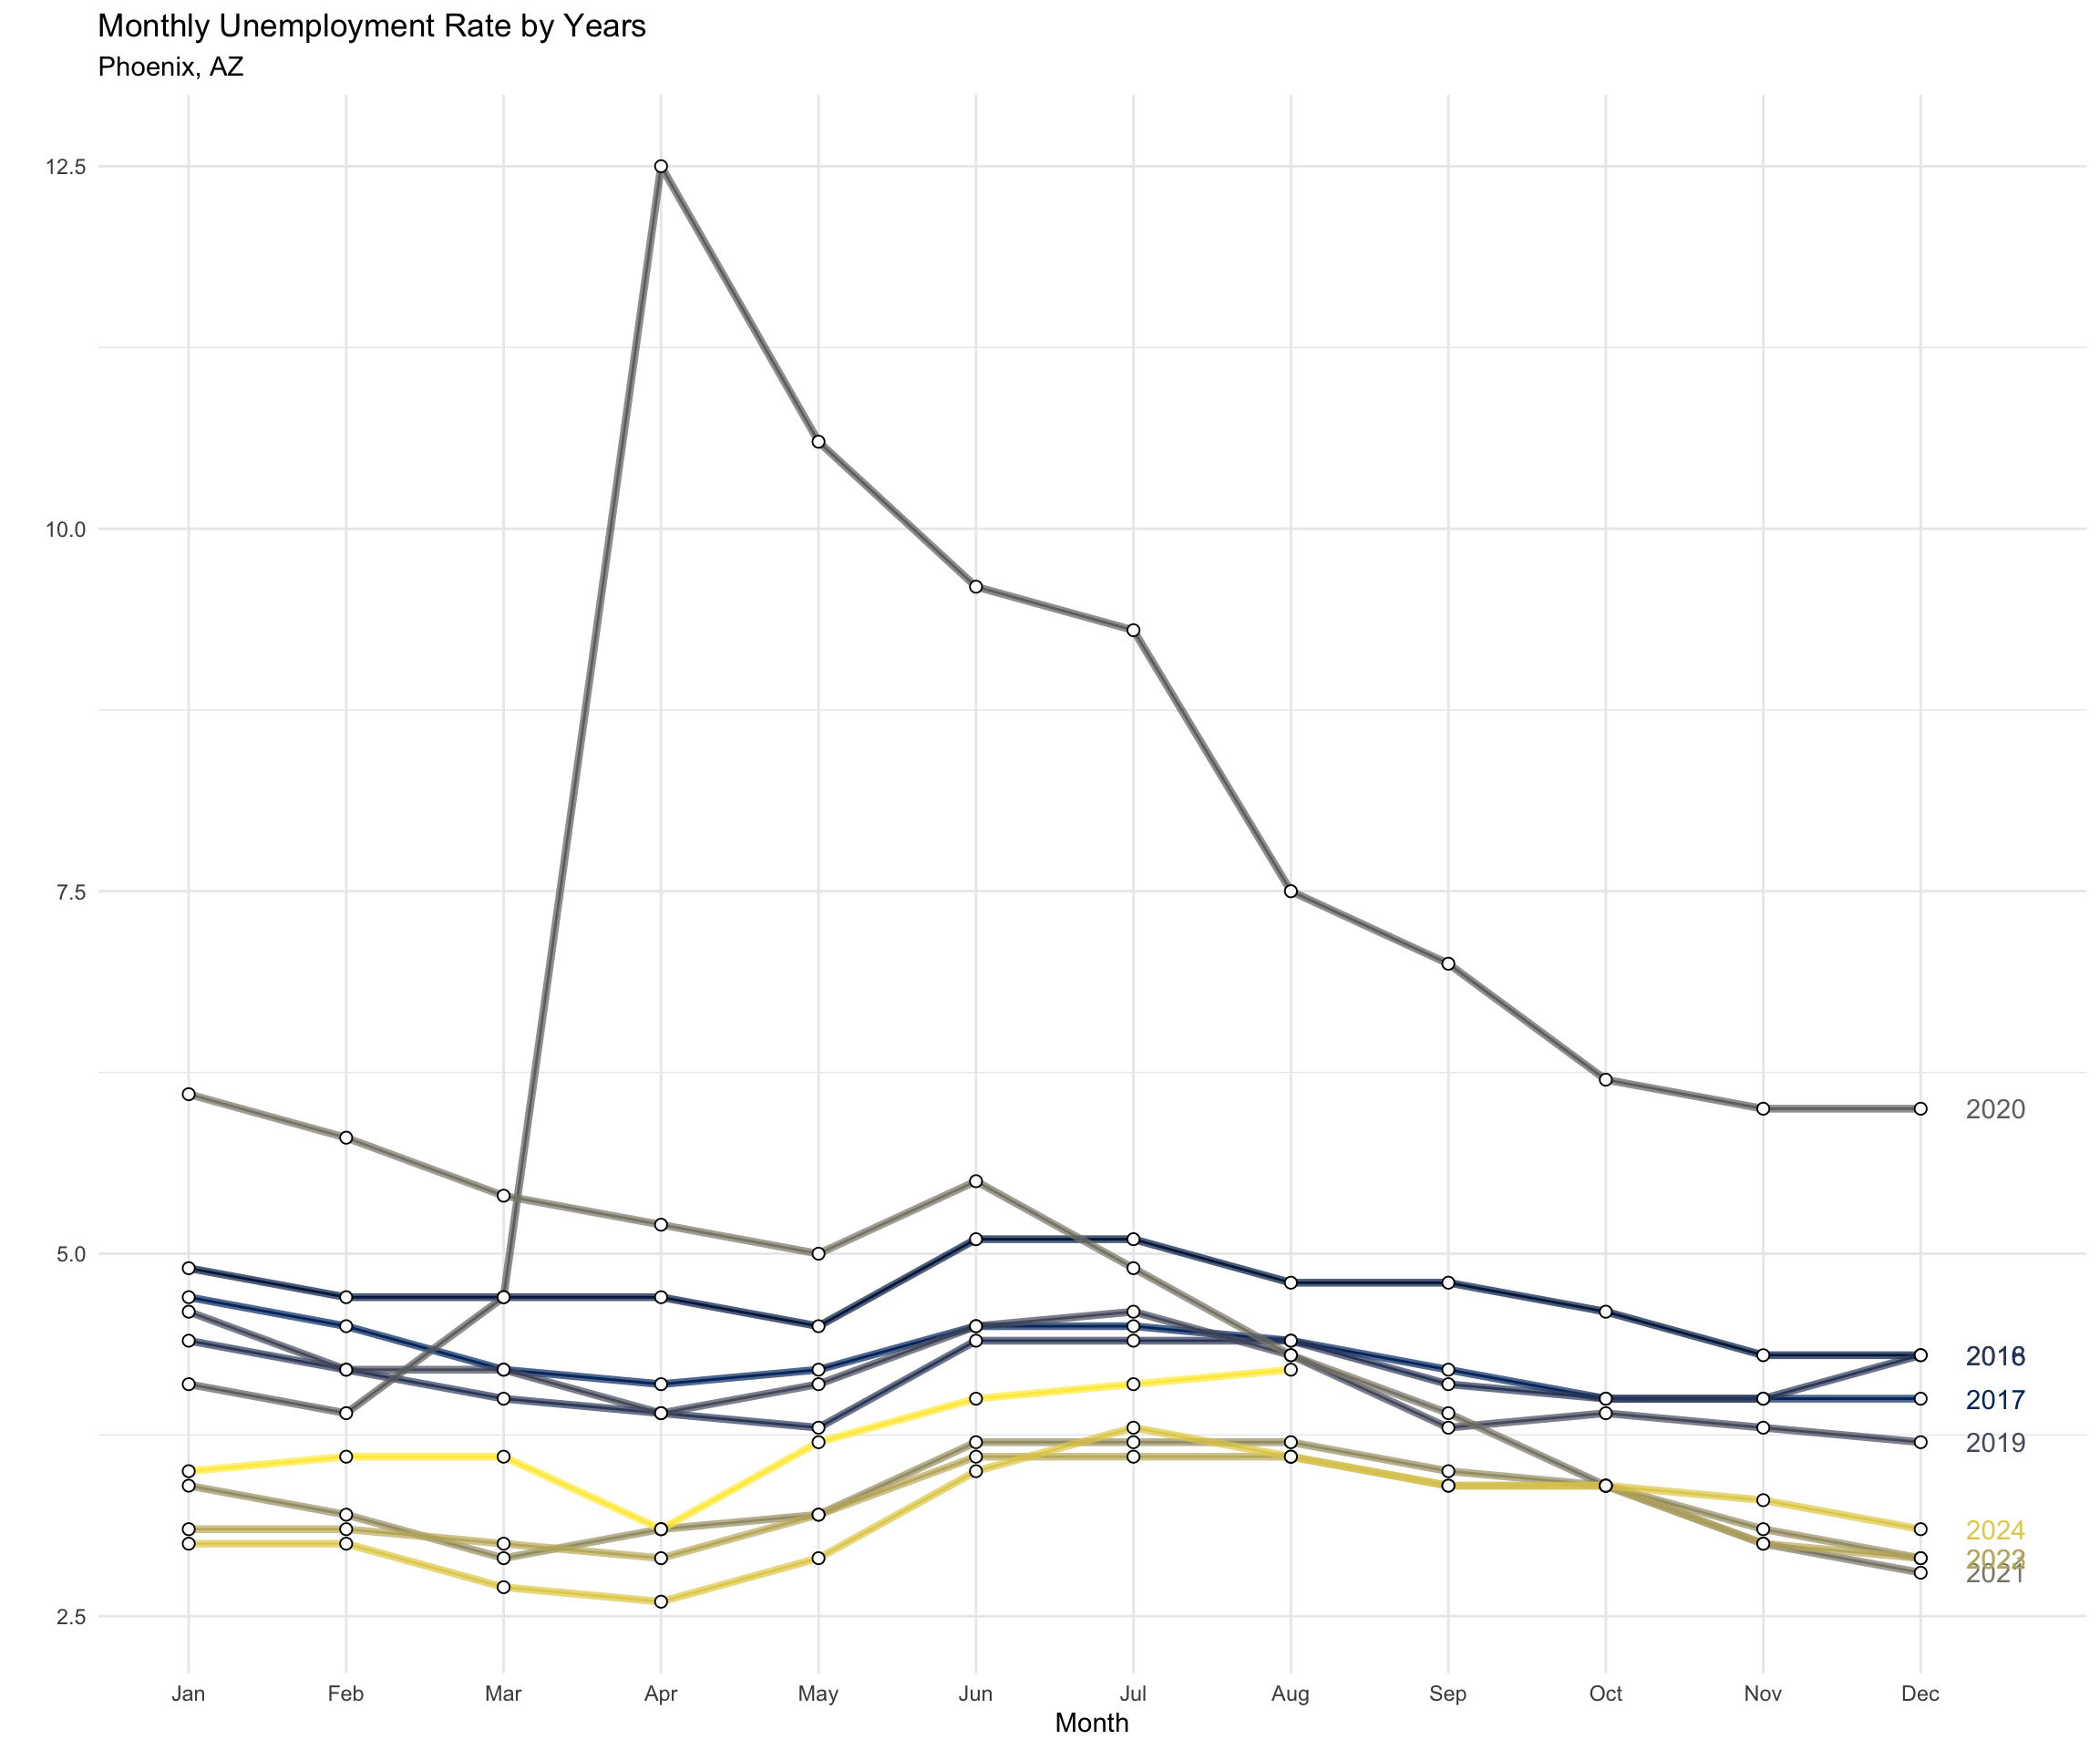 Monthly Unemployment Rate by Years
Phoenix, AZ
12.5
10.0
7.5
5.0
2.5
2020
2017
2019
2024
2021
Jan Feb Mar Apr May Jun Jul Aug Sep Oct Nov Dec
Month